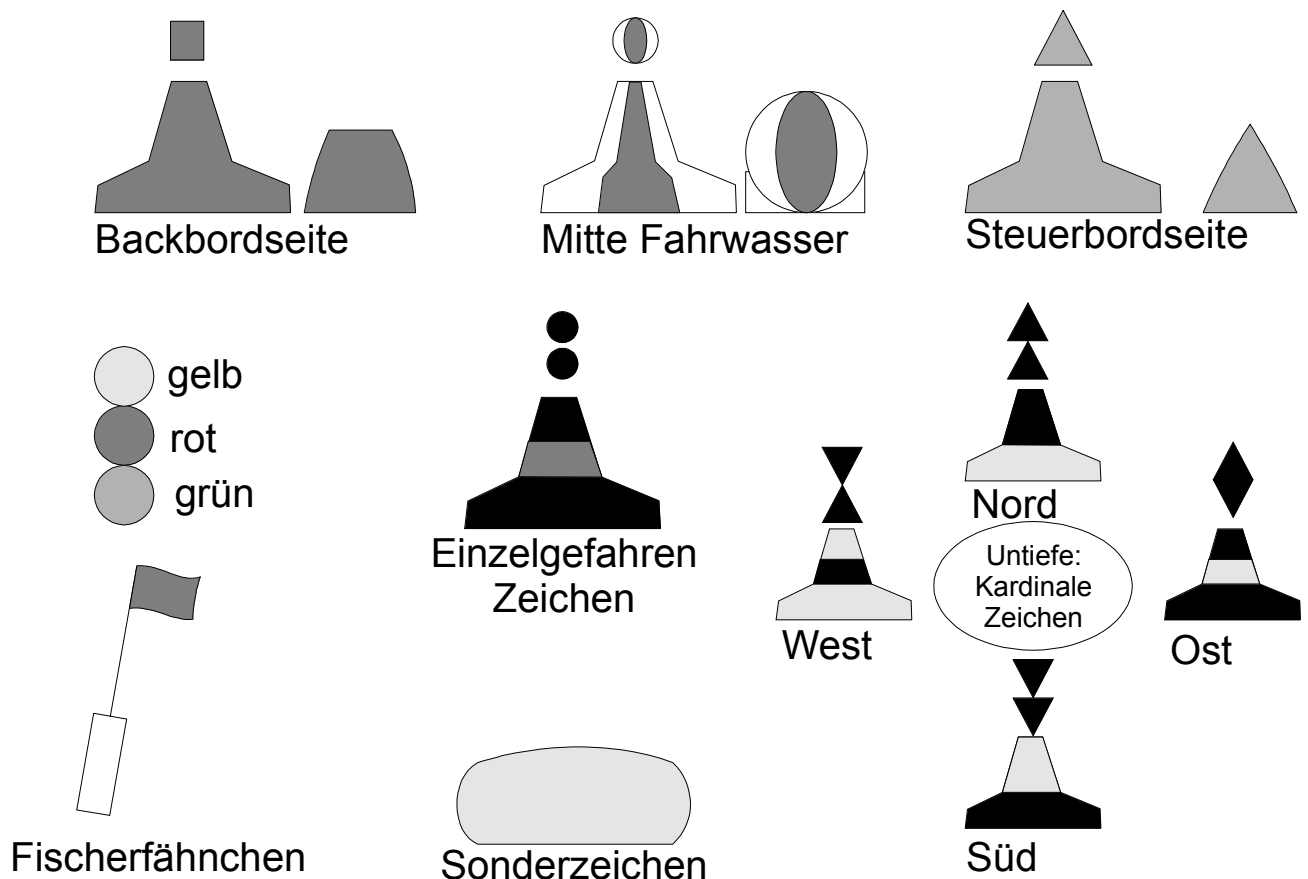 Backbordseite
Mitte Fahrwasser
Steuerbordseite
gelb
rot
grün
Einzelgefahren
Zeichen
Nord
West
Untiefe:
Kardinale
Zeichen
Ost
Süd
Fischerfähnchen
Sonderzeichen